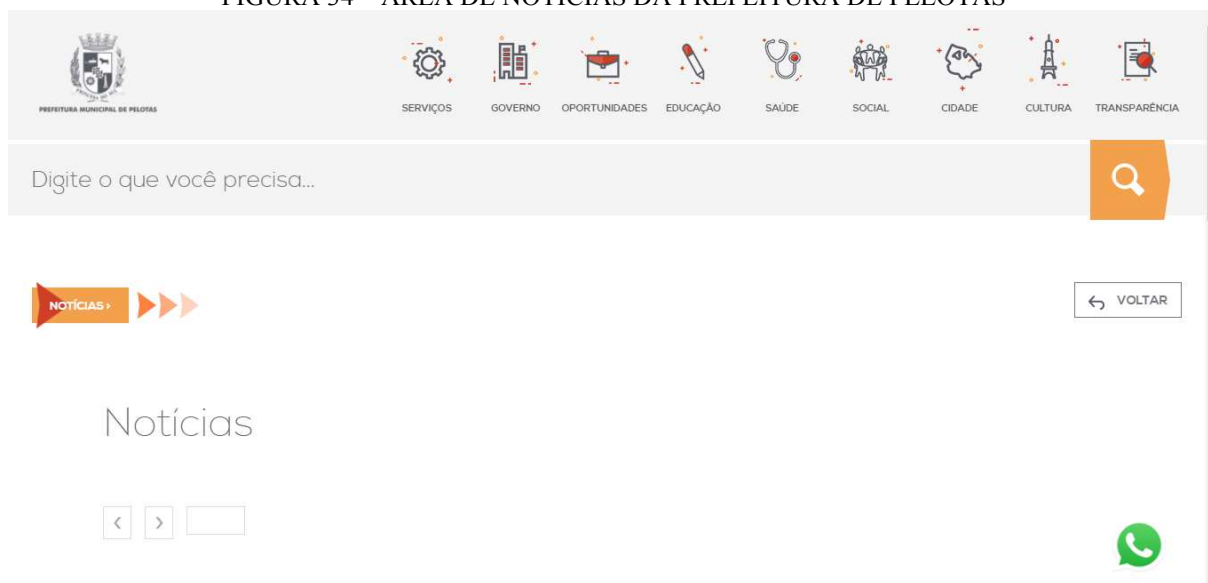 FIGURA 34 – ÁREA DE NOTÍCIAS DA PREFEITURA DE PELOTAS
PREFEITURA MUNICIPAL DE PELOTAS
SERVIÇOS GOVERNO OPORTUNIDADES EDUCAÇÃO SAÚDE SOCIAL CIDADE CULTURA TRANSPARÊNCIA
Digite o que você precisa...
NOTÍCIAS >
VOLTAR
Notícias
< >